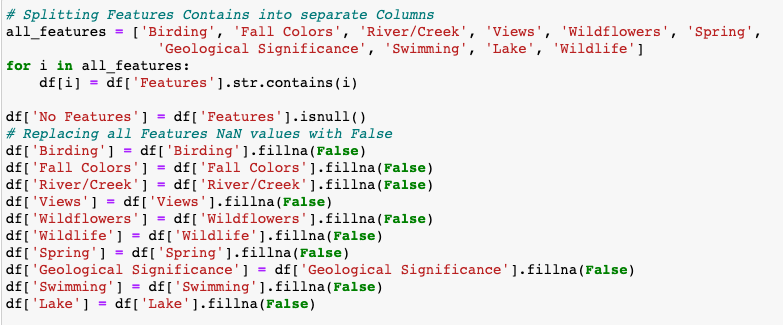 # Splitting Features Contains into separate Columns
all_features = ['Birding', 'Fall Colors', 'River/Creek', 'Views', 'Wildflowers', 'Spring',
                'Geological Significance', 'Swimming', 'Lake', 'Wildlife']
for i in all_features:
    df[i] = df['Features'].str.contains(i)

df['No Features'] = df['Features'].isnull()
# Replacing all Features NaN values with False
df['Birding'] = df['Birding'].fillna(False)
df['Fall Colors'] = df['Fall Colors'].fillna(False)
df['River/Creek'] = df['River/Creek'].fillna(False)
df['Views'] = df['Views'].fillna(False)
df['Wildflowers'] = df['Wildflowers'].fillna(False)
df['Wildlife'] = df['Wildlife'].fillna(False)
df['Spring'] = df['Spring'].fillna(False)
df['Geological Significance'] = df['Geological Significance'].fillna(False)
df['Swimming'] = df['Swimming'].fillna(False)
df['Lake'] = df['Lake'].fillna(False)